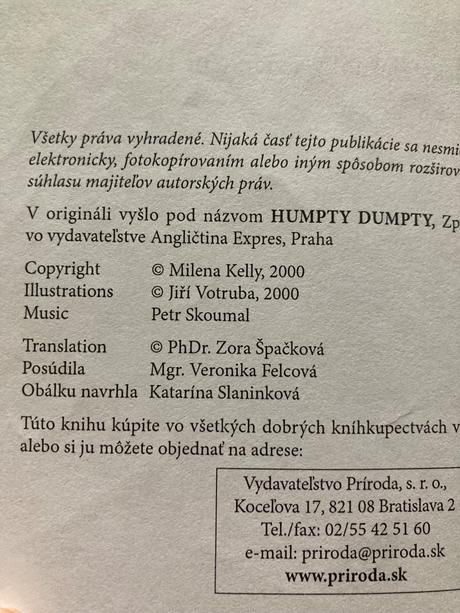 Všetky práva vyhradené. Nijaká časť tejto publikácie sa
elektronicky, fotokopírovaním alebo iným spôsobom
súhlasu majiteľov autorských práv.
V origináli vyšlo pod názvom HUMPTY DUMPTY,
vo vydavateľstve Angličtina Expres, Praha
Copyright © Milena Kelly, 2000
Illustrations © Jiří Votruba, 2000
Music Petr Skoumal
Translation © PhDr. Zora Špačková
Posúdila Mgr. Veronika Felcová
Obálku navrhla Katarína Slaninková
Túto knihu kúpite vo všetkých dobrých kníhkupectvách v
alebo si ju môžete objednať na adrese:
Vydavateľstvo Príroda, s. r. o.,
Koceľova 17, 821 08 Bratislava 2
Tel./fax: 02/55 42 51 60
e-mail: priroda@priroda.sk
www.priroda.sk